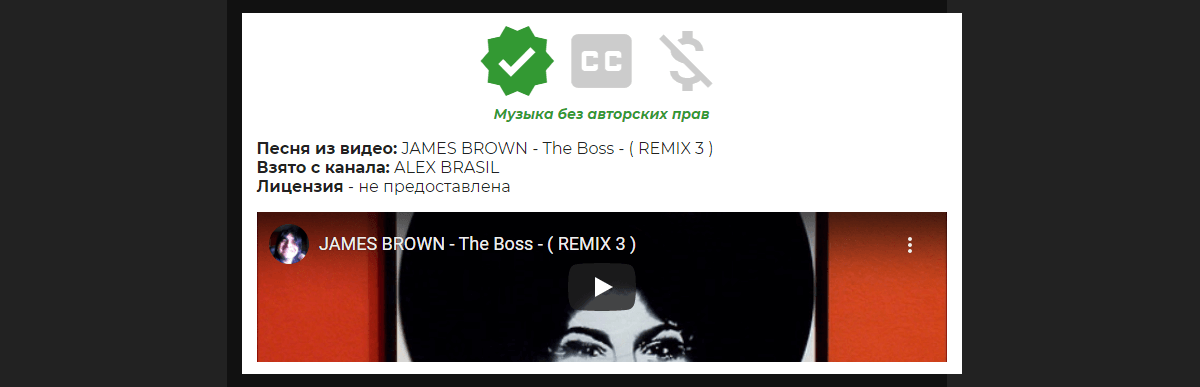 CC
Музыка без авторских прав
Песня из видео: JAMES BROWN - The Boss - ( REMIX 3 )
Взято с канала: ALEX BRASIL
Лицензия - не предоставлена
JAMES BROWN - The Boss - ( REMIX 3 )